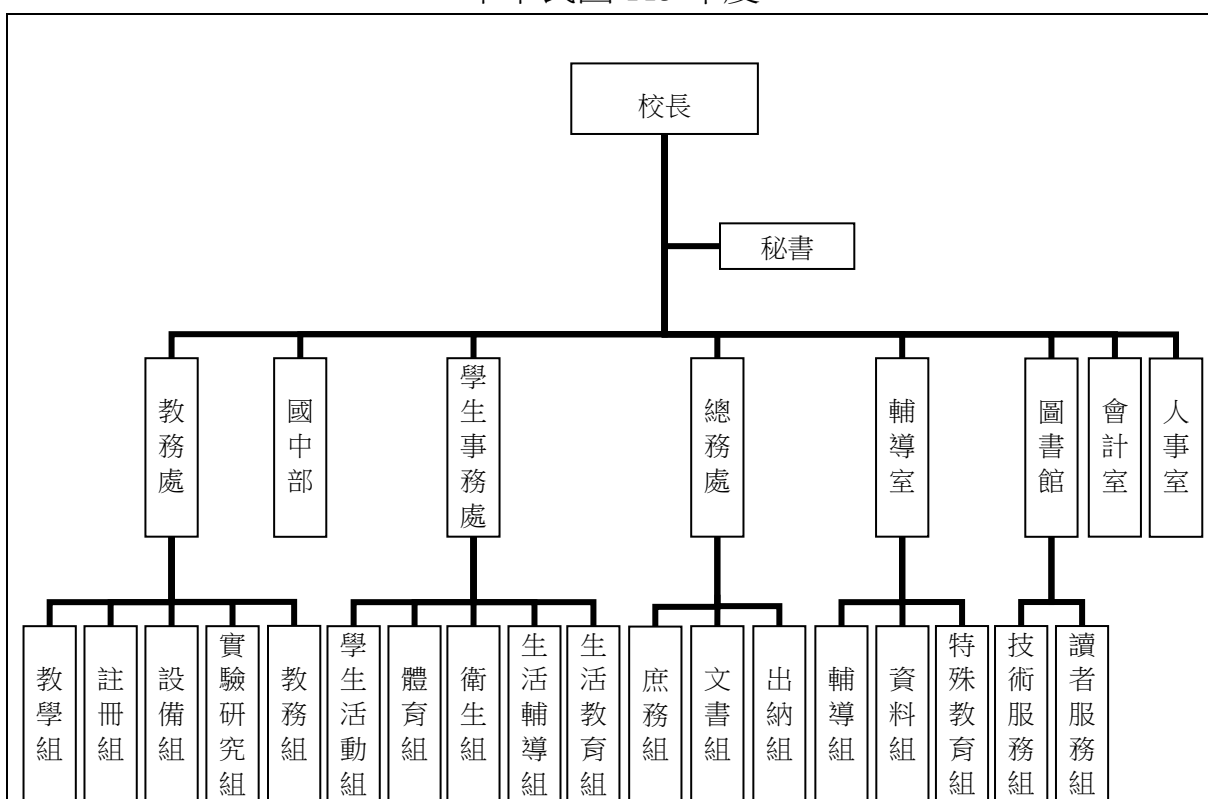 校長
秘書
教務處
國中部
學生事務處
總務處
輔導室
圖書館
會計室
人事室
教學組
註冊組
設備組
實驗研究組
教務組
學生活動組
體育組
衛生組
生活輔導組
生活教育組
庶務組
文書組
出納組
輔導組
資料組
特殊教育組
技術服務組
讀者服務組